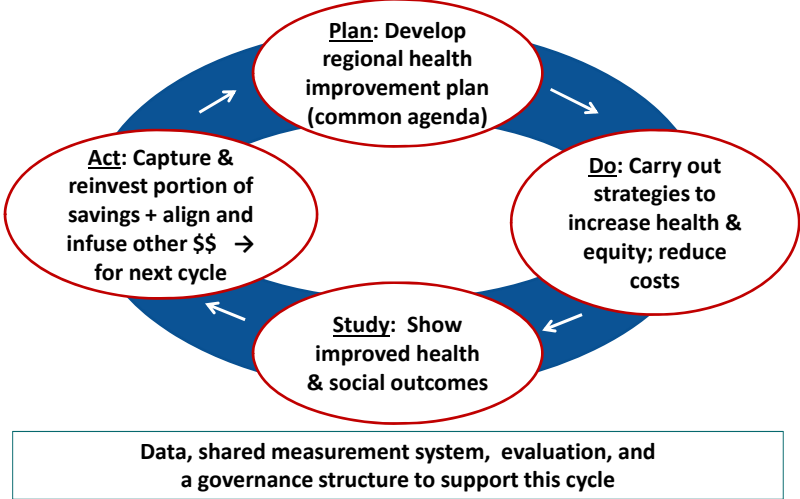 Plan: Develop
regional health
improvement plan
(common agenda)
Do: Carry out
strategies to
increase health &
equity; reduce
costs
Study:  Show
improved health
& social outcomes
Act: Capture &
reinvest portion of
savings + align and
infuse other $$ →
for next cycle
Data, shared measurement system,  evaluation, and
a governance structure to support this cycle